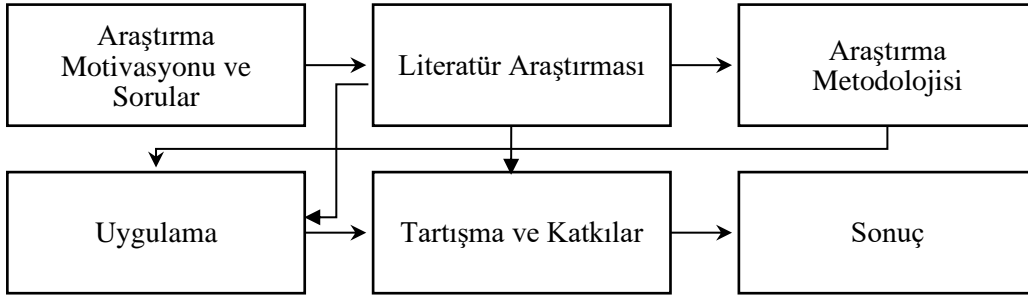 Araştırma
Motivasyonu ve
Sorular
Literatür Araştırması
Araştırma
Metodolojisi
Uygulama
Tartışma ve Katkılar
Sonuç